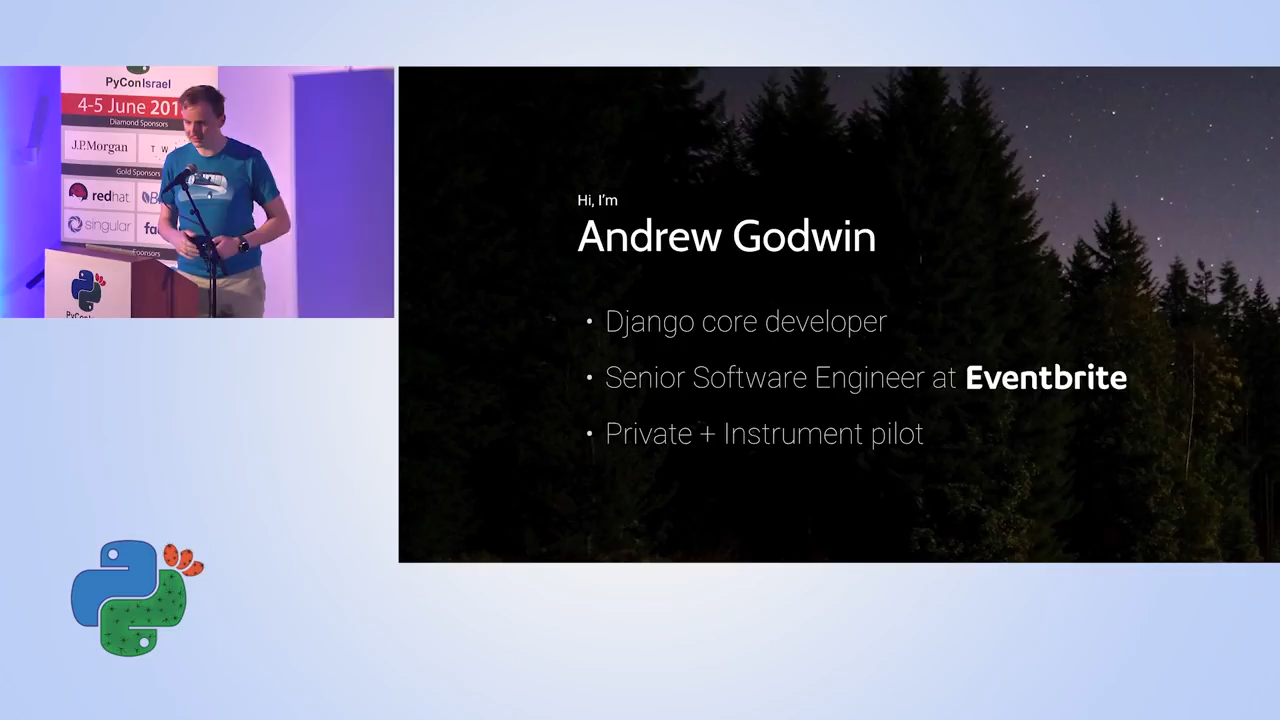 PyConIsrael
4-5 June 201
Diamond Sponsors
J.P.Morgan
T W
Gold Sponsors
redhat
singular
Hi, I'm
Andrew Godwin
• Django core developer
• Senior Software Engineer at Eventbrite
• Private + Instrument pilot